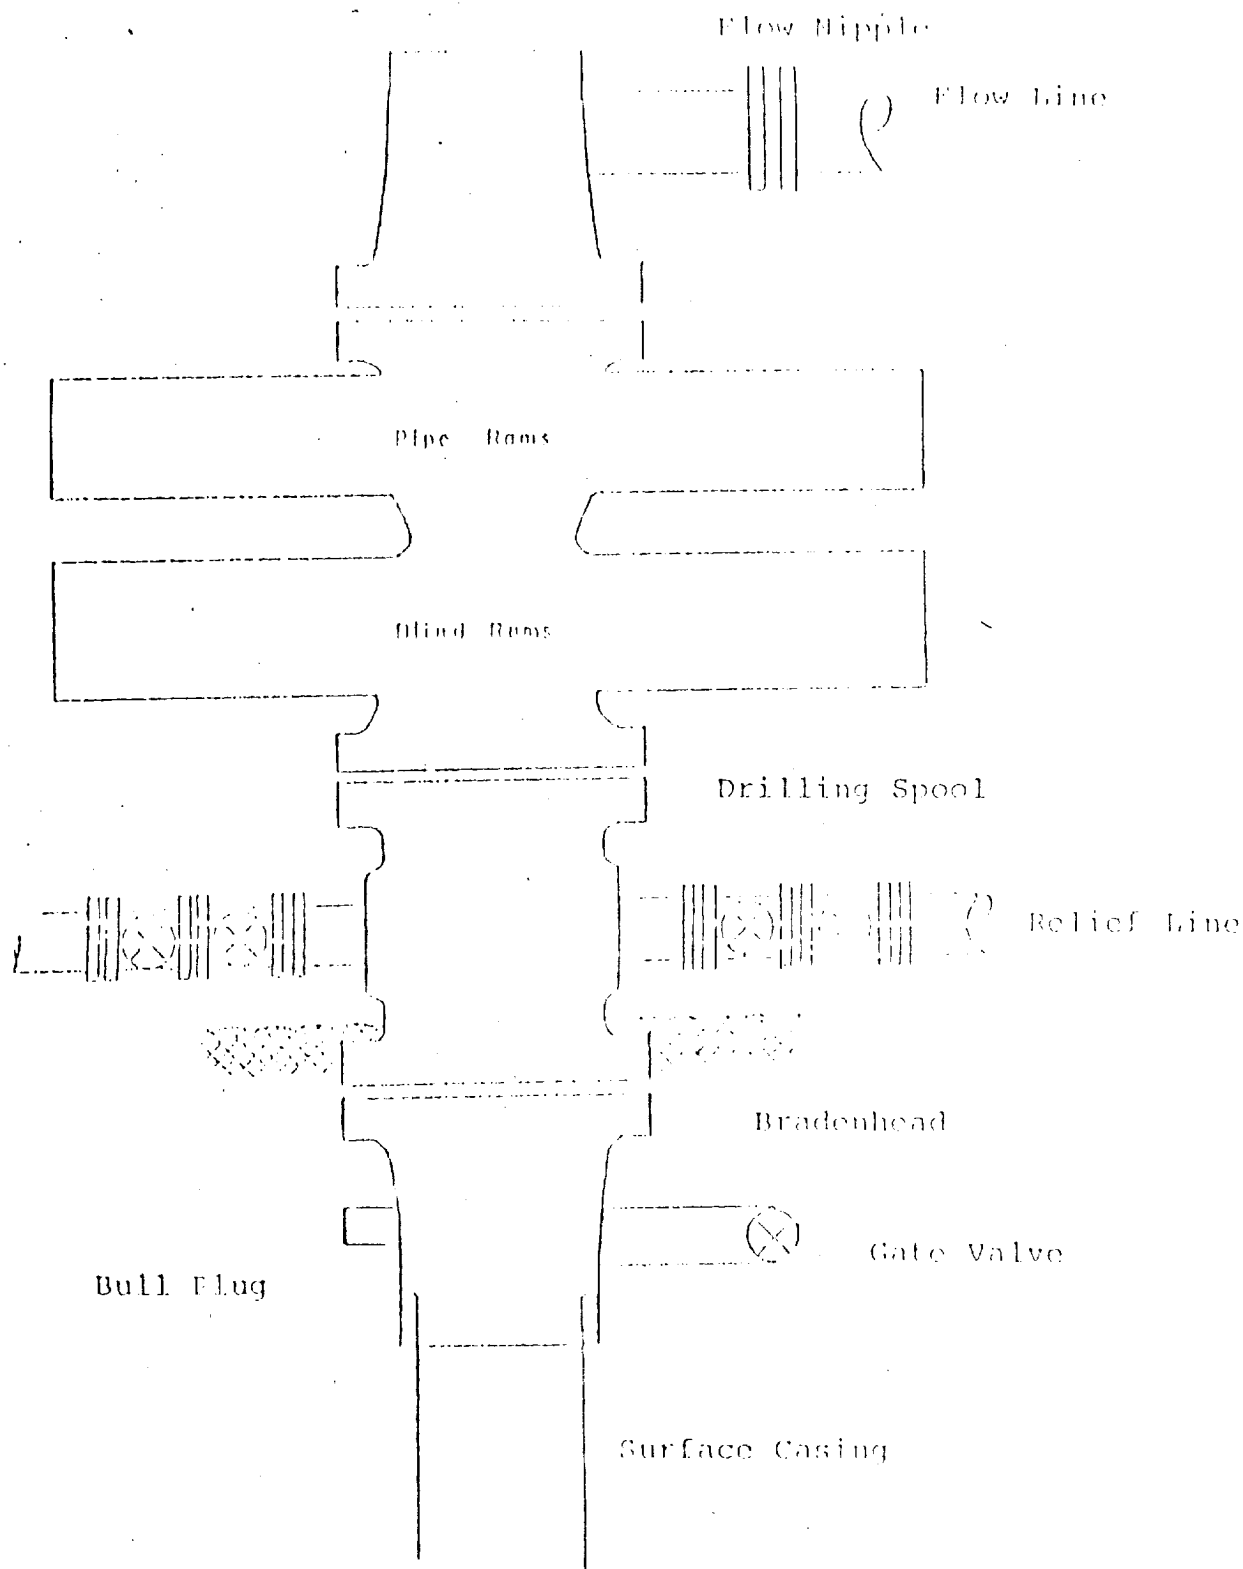 Flow Nipple
Flow Line
Pipe Rams
Blind Rams
Drilling Spool
Relief Line
Bradenhead
Gate Valve
Bull Plug
Surface Casing